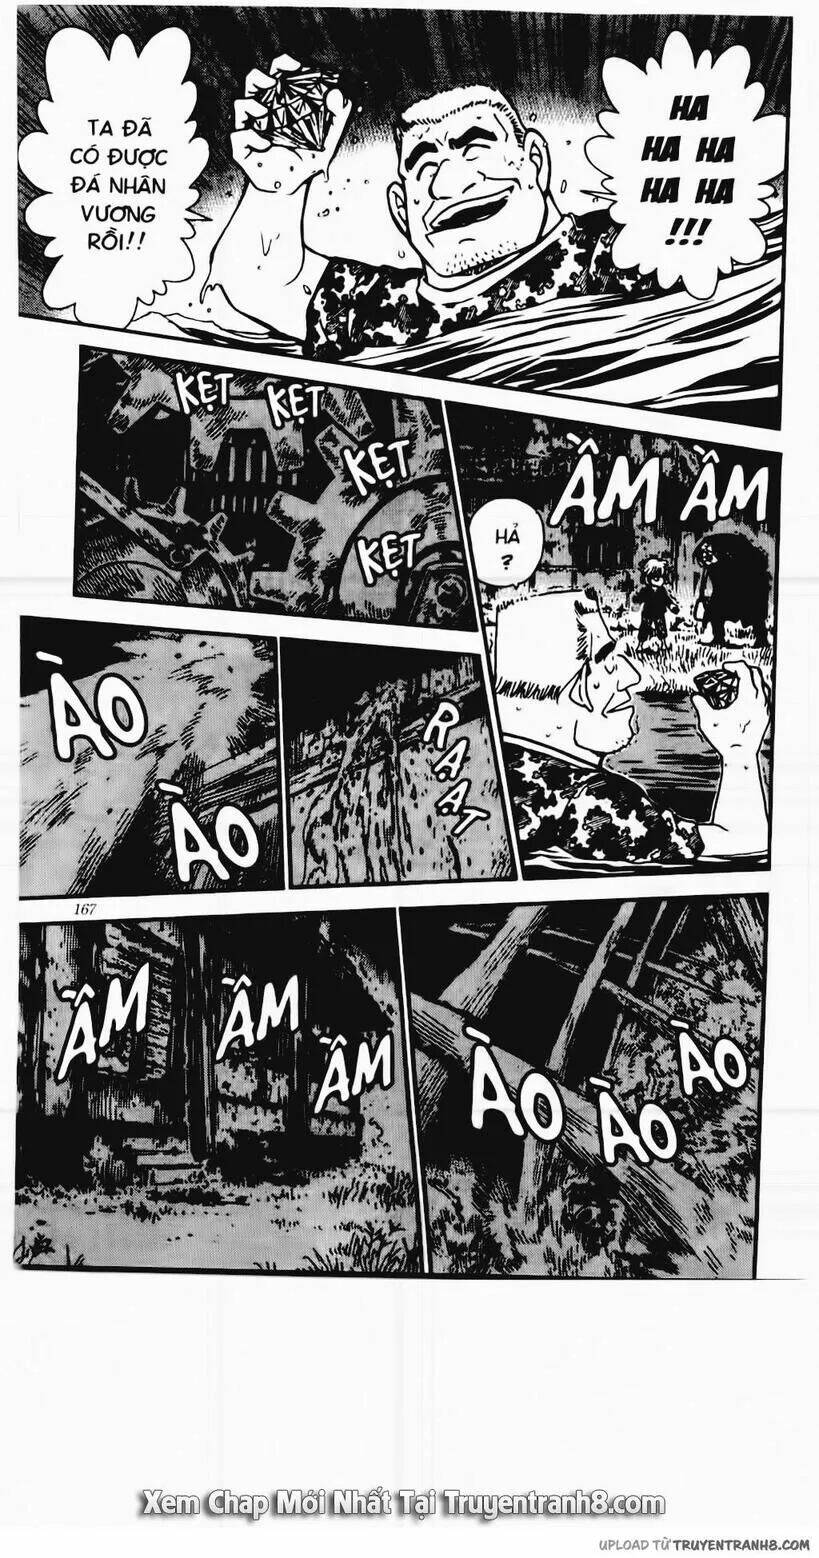 HA
HA HA
HA HA
!!!
TA ĐÃ
CÓ ĐƯỢC
ĐÁ NHÂN
VƯƠNG
RỒI!!
ẦM ẦM
HẢ
?
KẸT
KẸT
KẸT
KẸT
RAAT
ÀO
ÀO
167
ÀO
ÀO
ÀO
ẦM
ẦM
ẦM
Xem Chap Mới Nhất Tại Truyentranh8.com
UPLOAD TỪ TRUYENTRANH8.COM